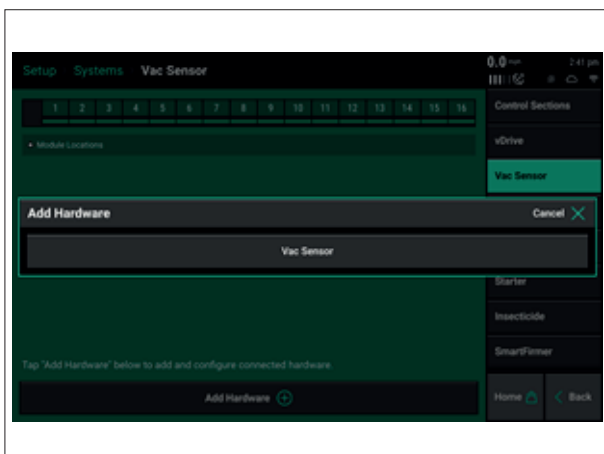 Setup Systems Vac Sensor
0.0 mph 2:41 pm
1 2 3 4 5 6 7 8 9 10 11 12 13 14 15 16
Module Locations
Control Sections
vDrive
Vac Sensor
Add Hardware
Cancel
Vac Sensor
Starter
Insecticide
SmartFirmer
Tap "Add Hardware" below to add and configure connected hardware.
Add Hardware
Home
Back